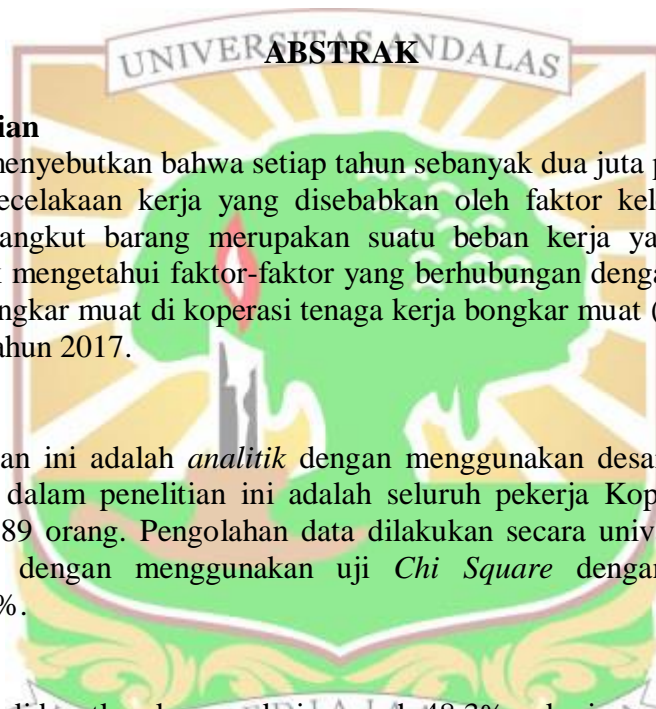 UNIVERSITAS ANDALAS
ABSTRAK
ian
menyebutkan bahwa setiap tahun sebanyak dua juta p
ecelakaan kerja yang disebabkan oleh faktor kel
angkut barang merupakan suatu beban kerja ya
k mengetahui faktor-faktor yang berhubungan denga
ngkar muat di koperasi tenaga kerja bongkar muat (
ahun 2017.
an ini adalah analitik dengan menggunakan desai
dalam penelitian ini adalah seluruh pekerja Kop
89 orang. Pengolahan data dilakukan secara univ
dengan menggunakan uji Chi Square dengan
%.